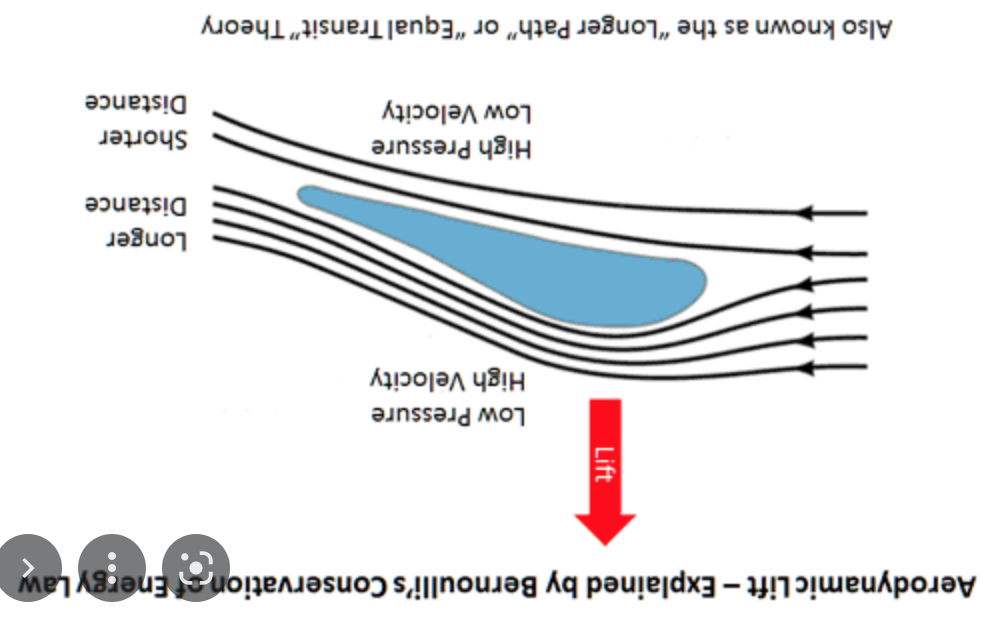 Aerodynamic Lift – Explained by Bernoulli's Conservation of Energy Law
Lift
Low Pressure
High Velocity
Longer
Distance
Shorter
Distance
High Pressure
Low Velocity
Also known as the "Longer Path" or "Equal Transit" Theory